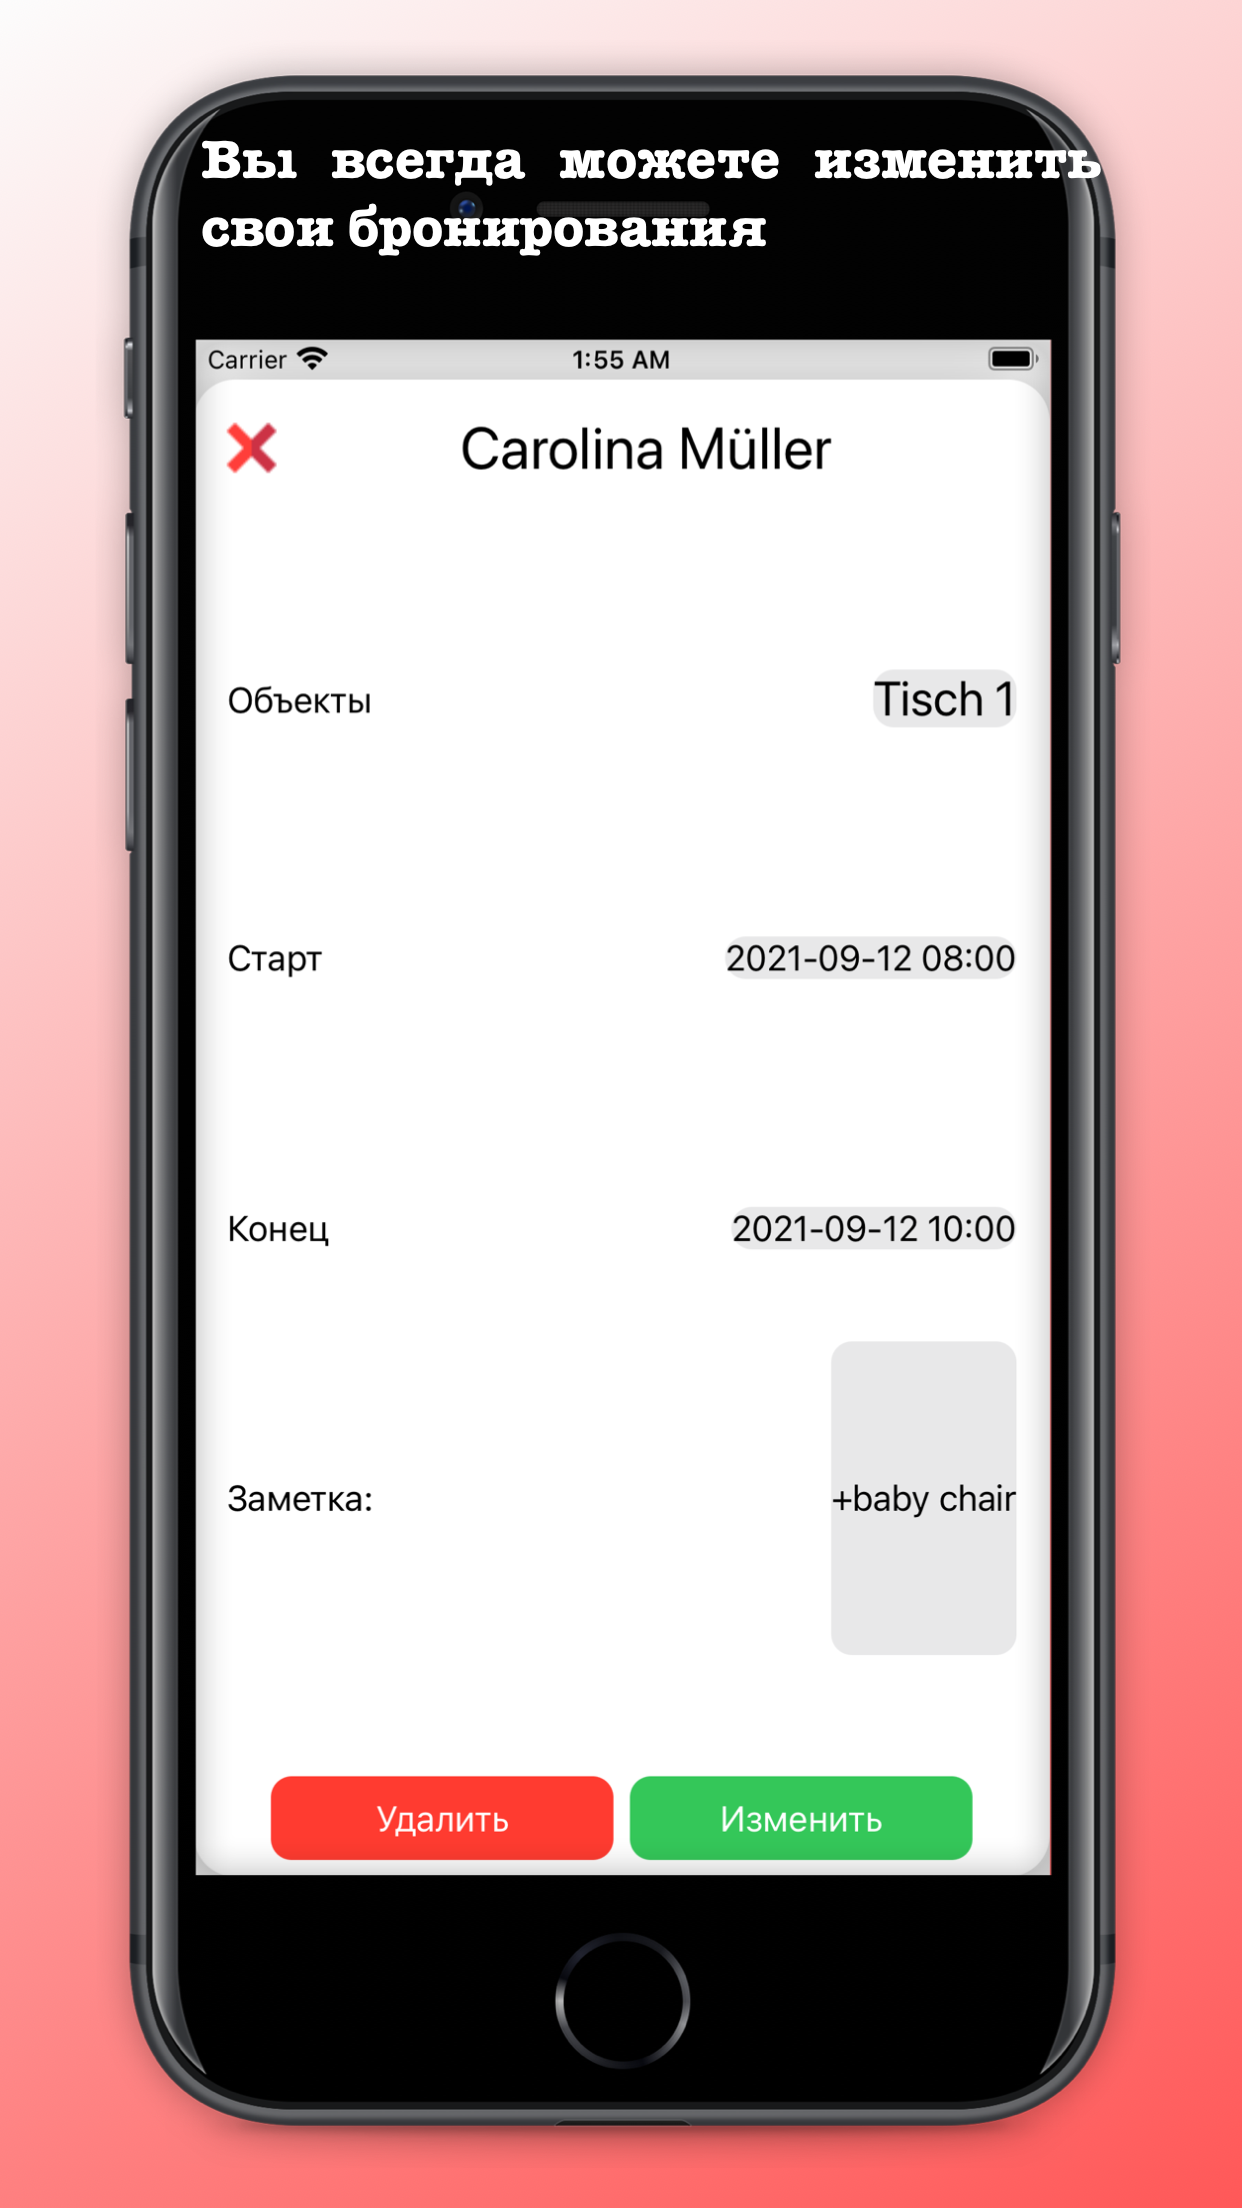 Вы всегда можете изменить
свои бронирования
Carrier 1:55 AM
Carolina Müller
Объекты Tisch 1
Старт 2021-09-12 08:00
Конец 2021-09-12 10:00
Заметка: +baby chair
Удалить Изменить